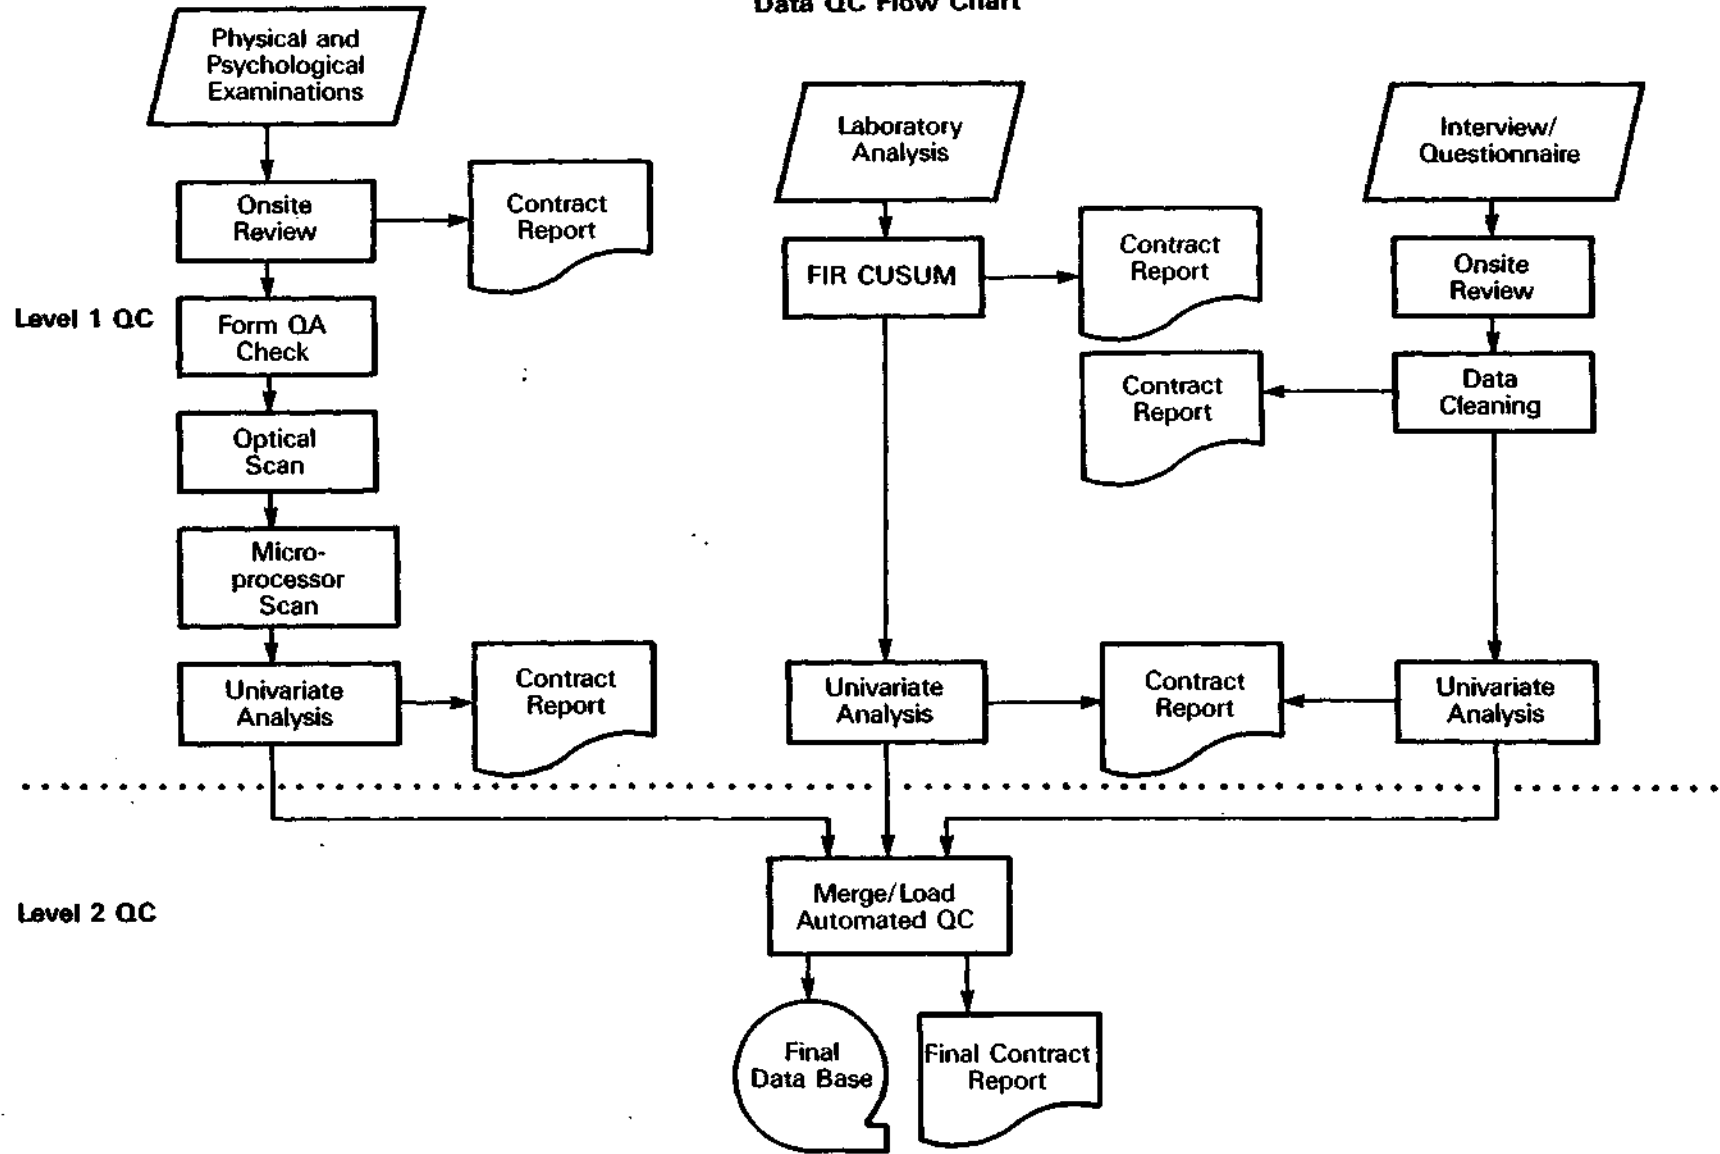 Data QC Flow Chart
Physical and
Psychological
Examinations
Laboratory
Analysis
Interview/
Questionnaire
Onsite
Review
Contract
Report
FIR CUSUM
Contract
Report
Onsite
Review
Level 1 QC
Form QA
Check
Contract
Report
Data
Cleaning
Optical
Scan
Micro-
processor
Scan
Univariate
Analysis
Contract
Report
Univariate
Analysis
Contract
Report
Univariate
Analysis
Level 2 QC
Merge/Load
Automated QC
Final
Data Base
Final Contract
Report